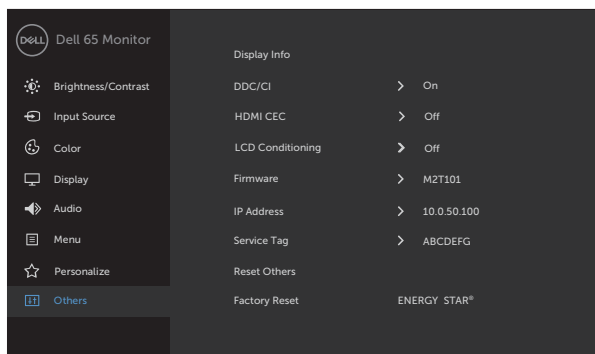 DELL
Dell 65 Monitor
Brightness/Contrast
Input Source
Color
Display
Audio
Menu
Personalize
Others
Display Info
DDC/CI > On
HDMI CEC > Off
LCD Conditioning > Off
Firmware > M2T101
IP Address > 10.0.50.100
Service Tag > ABCDEFG
Reset Others
Factory Reset ENERGY STAR®